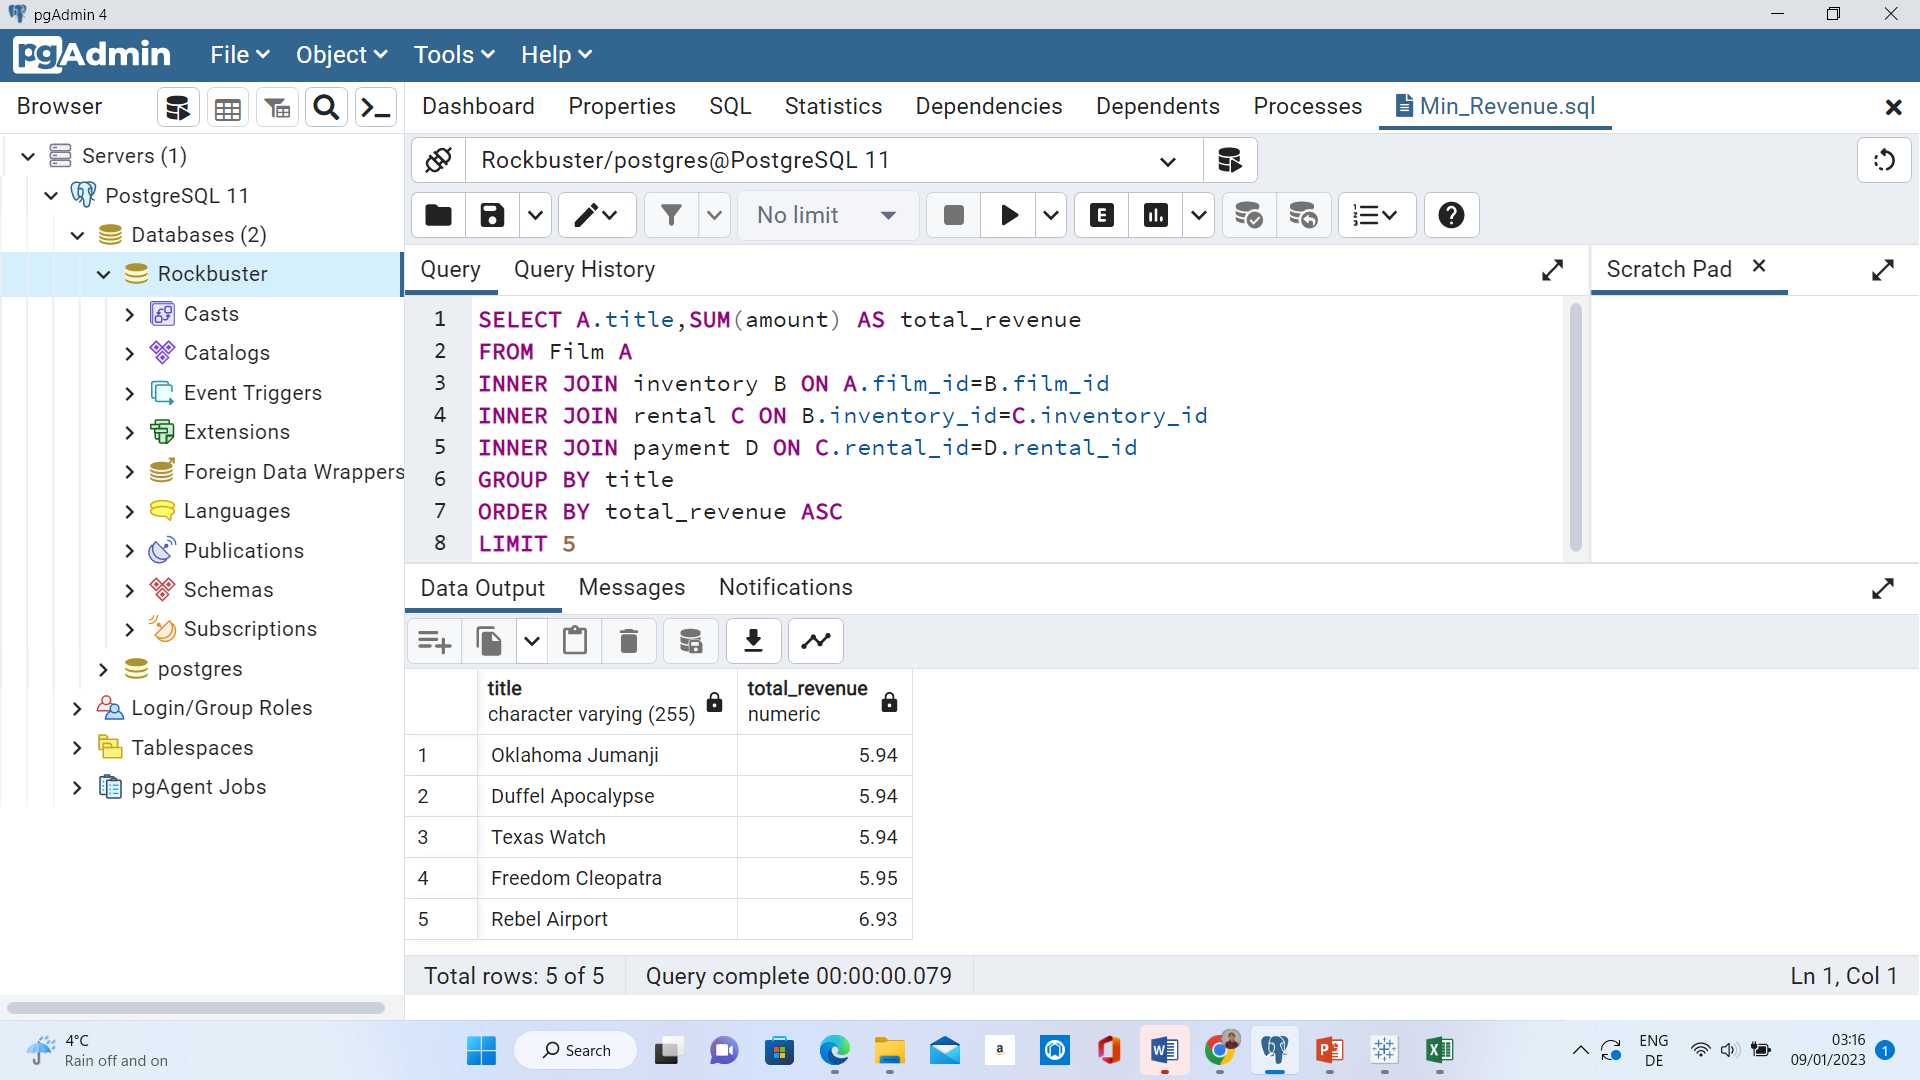 pgAdmin 4
pgAdmin File Object Tools Help
Browser
Dashboard Properties SQL Statistics Dependencies Dependents Processes Min_Revenue.sql
Servers (1)
PostgreSQL 11
Databases (2)
Rockbuster
Casts
Catalogs
Event Triggers
Extensions
Foreign Data Wrappers
Languages
Publications
Schemas
Subscriptions
postgres
Login/Group Roles
Tablespaces
pgAgent Jobs
Rockbuster/postgres@PostgreSQL 11
No limit
E
Query Query History
Scratch Pad
1 SELECT A.title,SUM(amount) AS total_revenue
2 FROM Film A
3 INNER JOIN inventory B ON A.film_id=B.film_id
4 INNER JOIN rental C ON B.inventory_id=C.inventory_id
5 INNER JOIN payment D ON C.rental_id=D.rental_id
6 GROUP BY title
7 ORDER BY total_revenue ASC
8 LIMIT 5
Data Output Messages Notifications
title total_revenue
character varying (255) numeric
1 Oklahoma Jumanji 5.94
2 Duffel Apocalypse 5.94
3 Texas Watch 5.94
4 Freedom Cleopatra 5.95
5 Rebel Airport 6.93
Total rows: 5 of 5 Query complete 00:00:00.079 Ln 1, Col 1
4°C
Rain off and on
Search
ENG
DE
03:16
09/01/2023
1